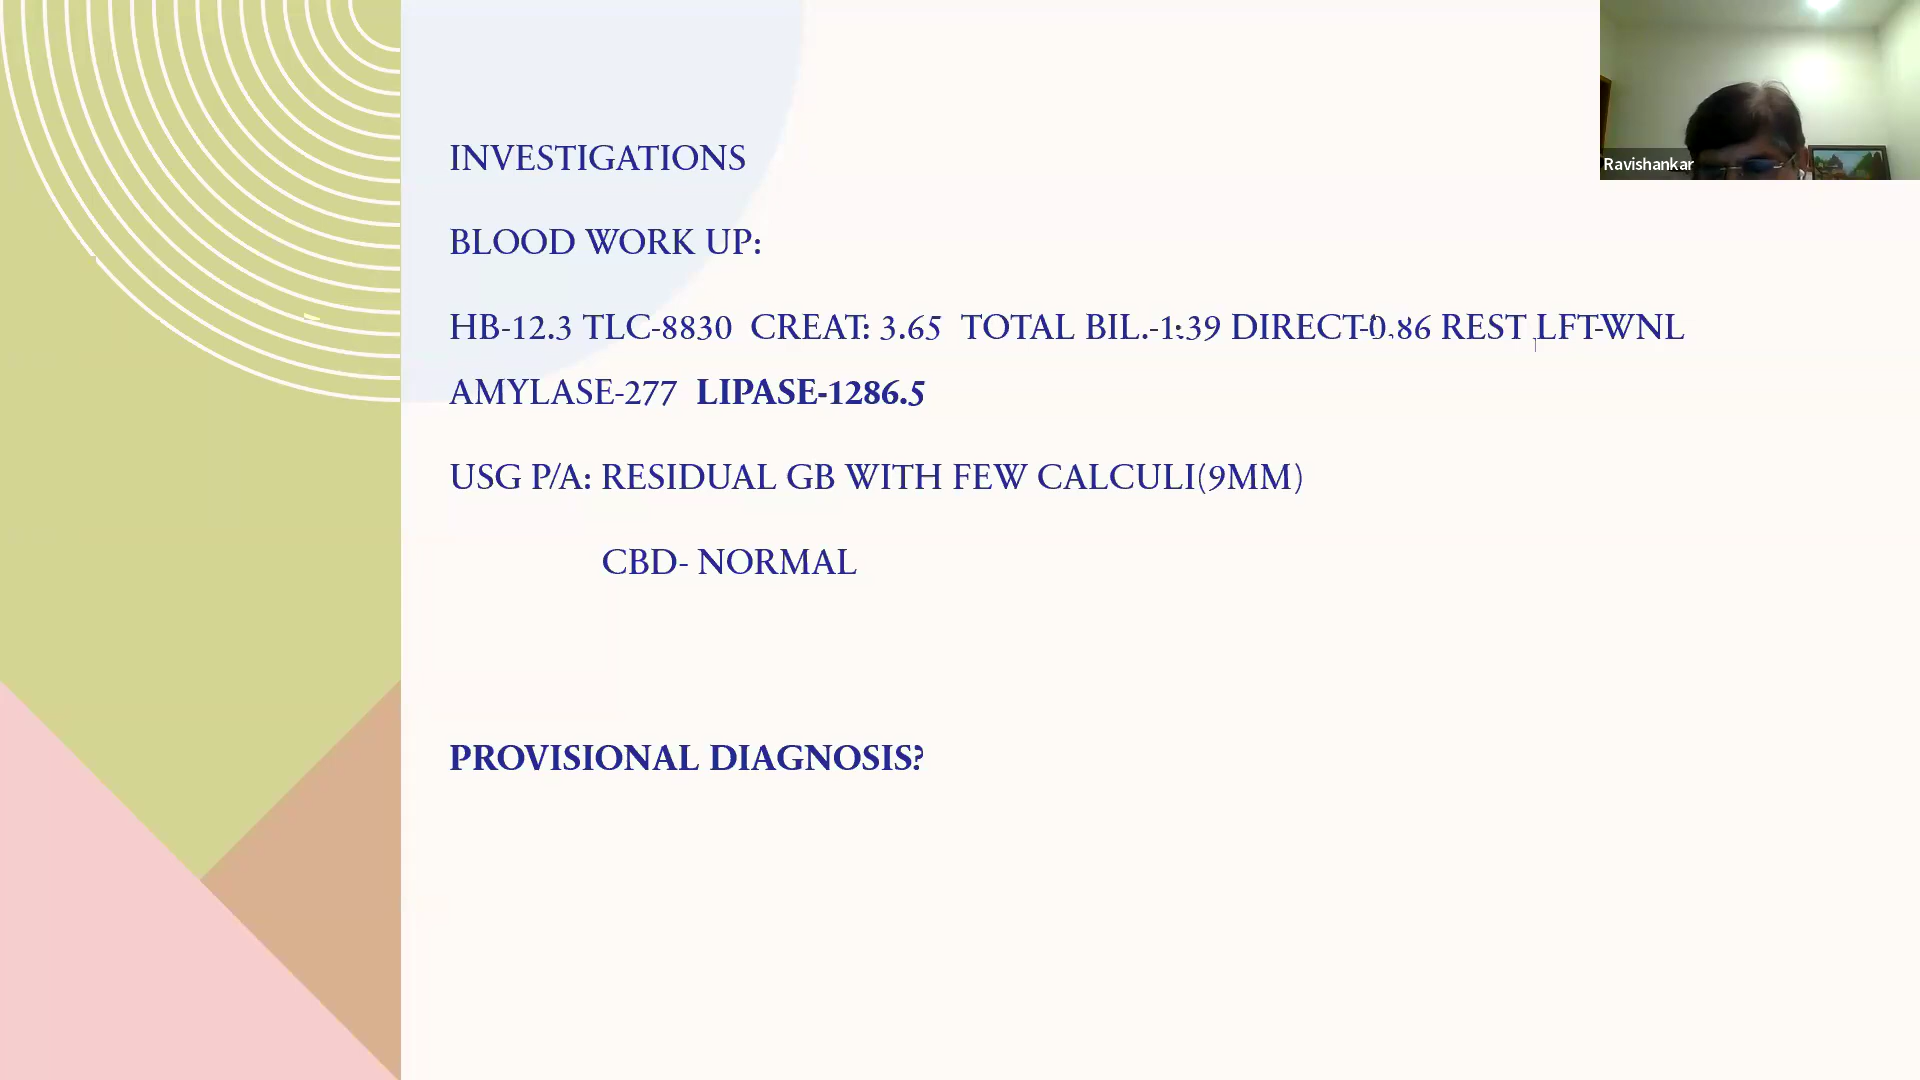 INVESTIGATIONS
BLOOD WORK UP:
HB-12.3 TLC-8830 CREAT: 3.65 TOTAL BIL.-1.39 DIRECT-0.86 REST LFT-WNL
AMYLASE-277 LIPASE-1286.5
USG P/A: RESIDUAL GB WITH FEW CALCULI(9MM)
CBD- NORMAL
PROVISIONAL DIAGNOSIS?
Ravishankar